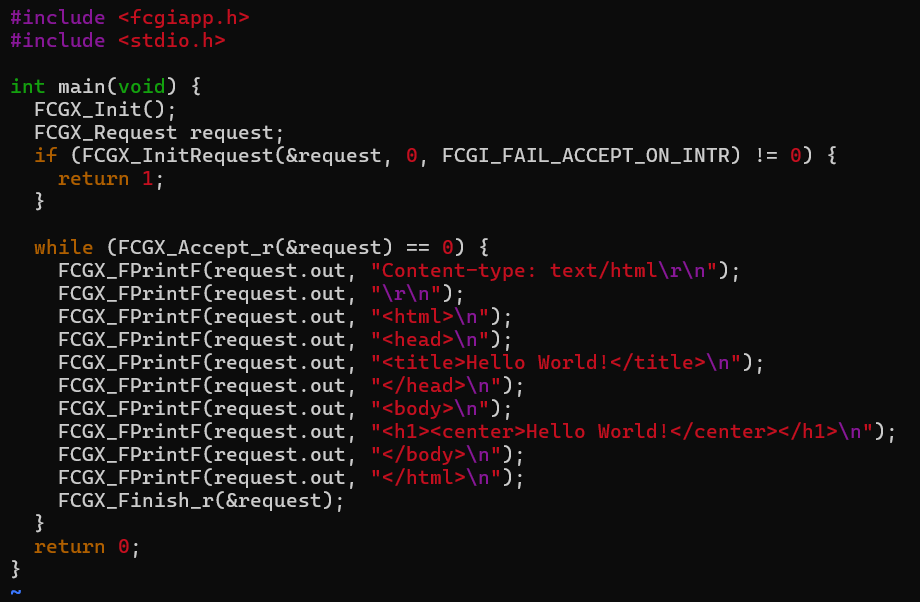 #include <fcgiapp.h>
#include <stdio.h>

int main(void) {
  FCGX_Init();
  FCGX_Request request;
  if (FCGX_InitRequest(&request, 0, FCGI_FAIL_ACCEPT_ON_INTR) != 0) {
    return 1;
  }

  while (FCGX_Accept_r(&request) == 0) {
    FCGX_FPrintF(request.out, "Content-type: text/html\r\n");
    FCGX_FPrintF(request.out, "\r\n");
    FCGX_FPrintF(request.out, "<html>\n");
    FCGX_FPrintF(request.out, "<head>\n");
    FCGX_FPrintF(request.out, "<title>Hello World!</title>\n");
    FCGX_FPrintF(request.out, "</head>\n");
    FCGX_FPrintF(request.out, "<body>\n");
    FCGX_FPrintF(request.out, "<h1><center>Hello World!</center></h1>\n");
    FCGX_FPrintF(request.out, "</body>\n");
    FCGX_FPrintF(request.out, "</html>\n");
    FCGX_Finish_r(&request);
  }
  return 0;
}
~